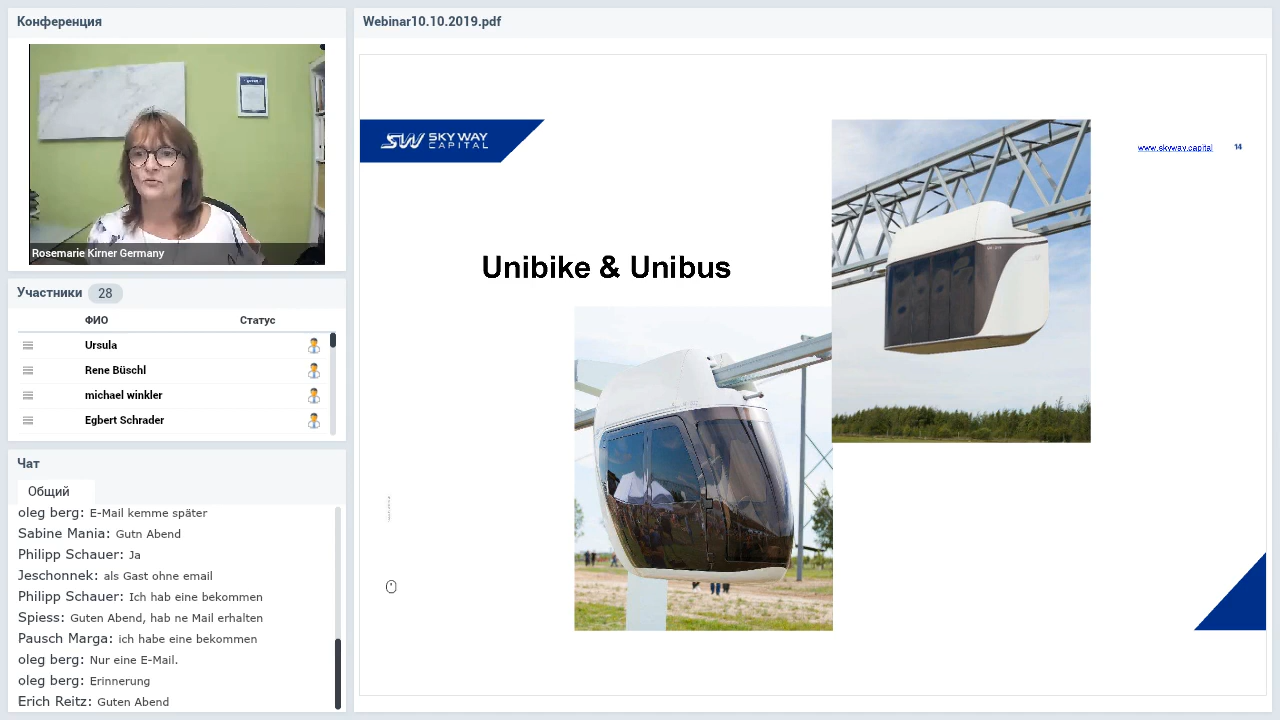 Конференция
Rosemarie Kirner Germany
Участники 28
ФИО Статус
Ursula
Rene Büschl
michael winkler
Egbert Schrader
Чат
Общий
oleg berg: E-Mail kemme später
Sabine Mania: Gutn Abend
Philipp Schauer: Ja
Jeschonnek: als Gast ohne email
Philipp Schauer: Ich hab eine bekommen
Spiess: Guten Abend, hab ne Mail erhalten
Pausch Marga: ich habe eine bekommen
oleg berg: Nur eine E-Mail.
oleg berg: Erinnerung
Erich Reitz: Guten Abend
Webinar10.10.2019.pdf
SW SKY WAY
CAPITAL
www.skyway.capital 14
Unibike & Unibus